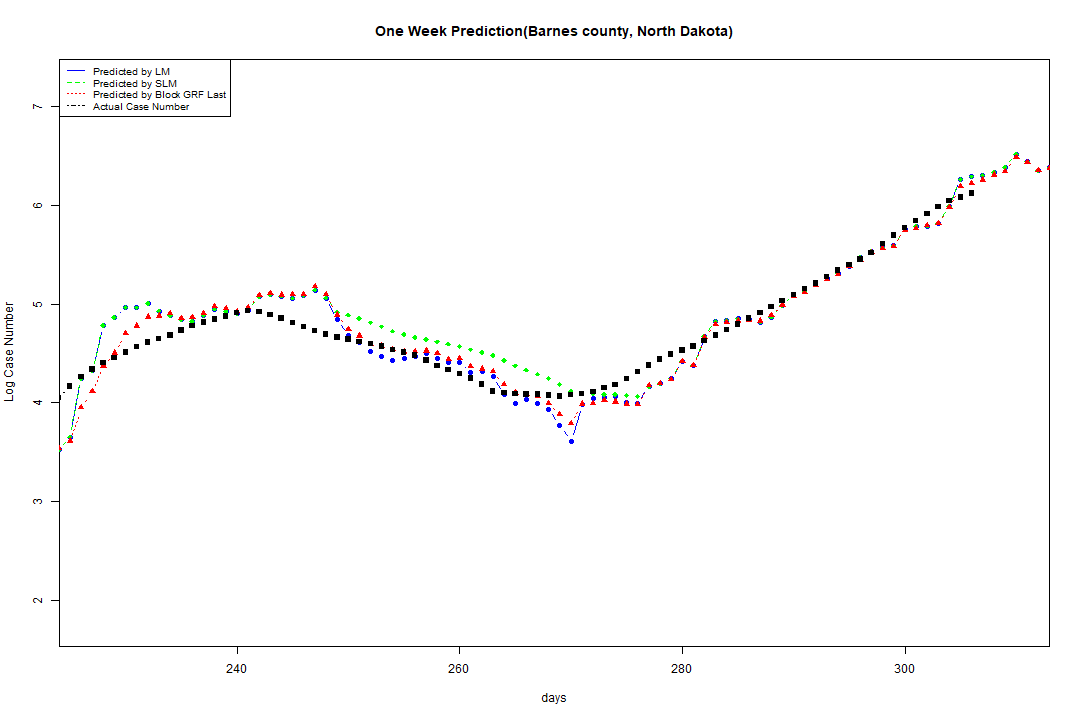 One Week Prediction(Barnes county, North Dakota)
Predicted by LM
Predicted by SLM
Predicted by Block GRF Last
Actual Case Number
Log Case Number
7
6
5
4
3
2
240 260 280 300
days